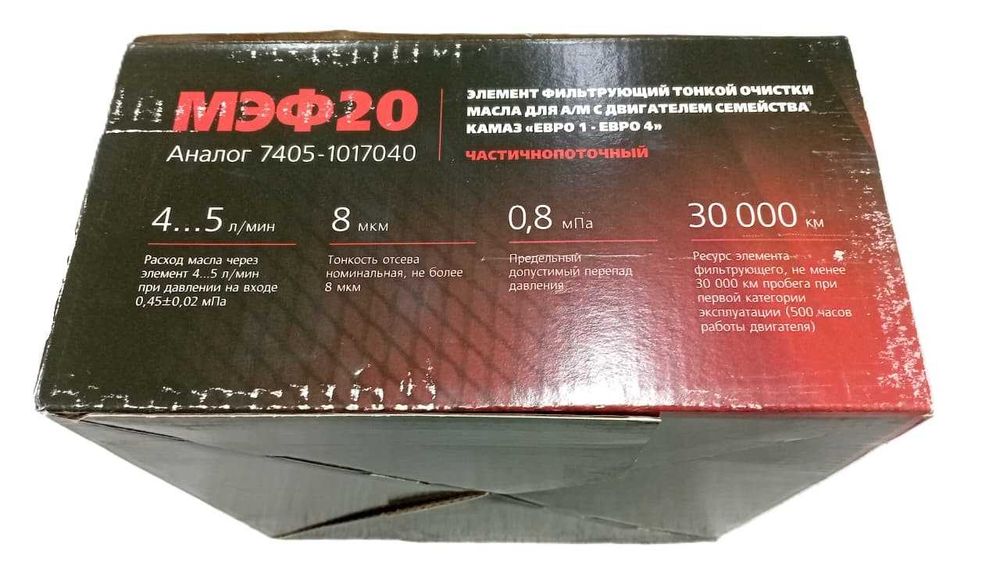 МЭФ20
Аналог 7405-1017040
ЭЛЕМЕНТ ФИЛЬТРУЮЩИЙ ТОНКОЙ ОЧИСТКИ
МАСЛА ДЛЯ А/М С ДВИГАТЕЛЕМ СЕМЕЙСТВА
КАМАЗ «ЕВРО 1 - ЕВРО 4»
ЧАСТИЧНОПОТОЧНЫЙ
4...5 л/мин
Расход масла через
элемент 4...5 л/мин
при давлении на входе
0,45±0,02 мПа
8 мкм
Тонкость отсева
номинальная, не более
8 мкм
0,8 мПа
Предельный
допустимый перепад
давления
30 000 км
Ресурс элемента
фильтрующего, не менее
30 000 км пробега при
первой категории
эксплуатации (500 часов
работы двигателя)